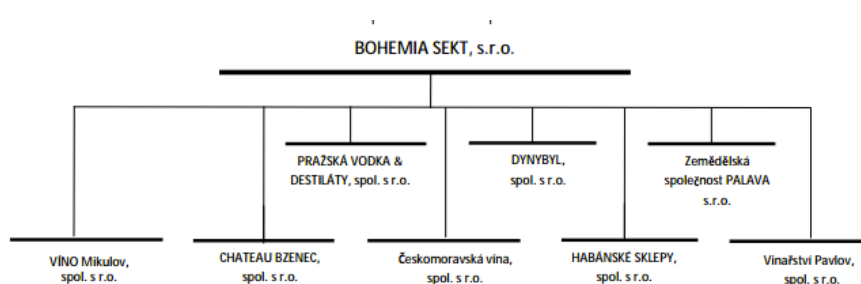 BOHEMIA SEKT, s.r.o.
PRAŽSKÁ VODKA &
DESTILÁTY, spol. s r.o.
DYNYBYL,
spol. s r.o.
Zemědělská
společnost PALAVA
s.r.o.
VÍNO Mikulov,
spol. s r.o.
CHATEAU BZENEC,
spol. s r.o.
Českomoravská vína,
spol. s r.o.
HABÁNSKÉ SKLEPY,
spol. s r.o.
Vinařství Pavlov,
spol. s r.o.